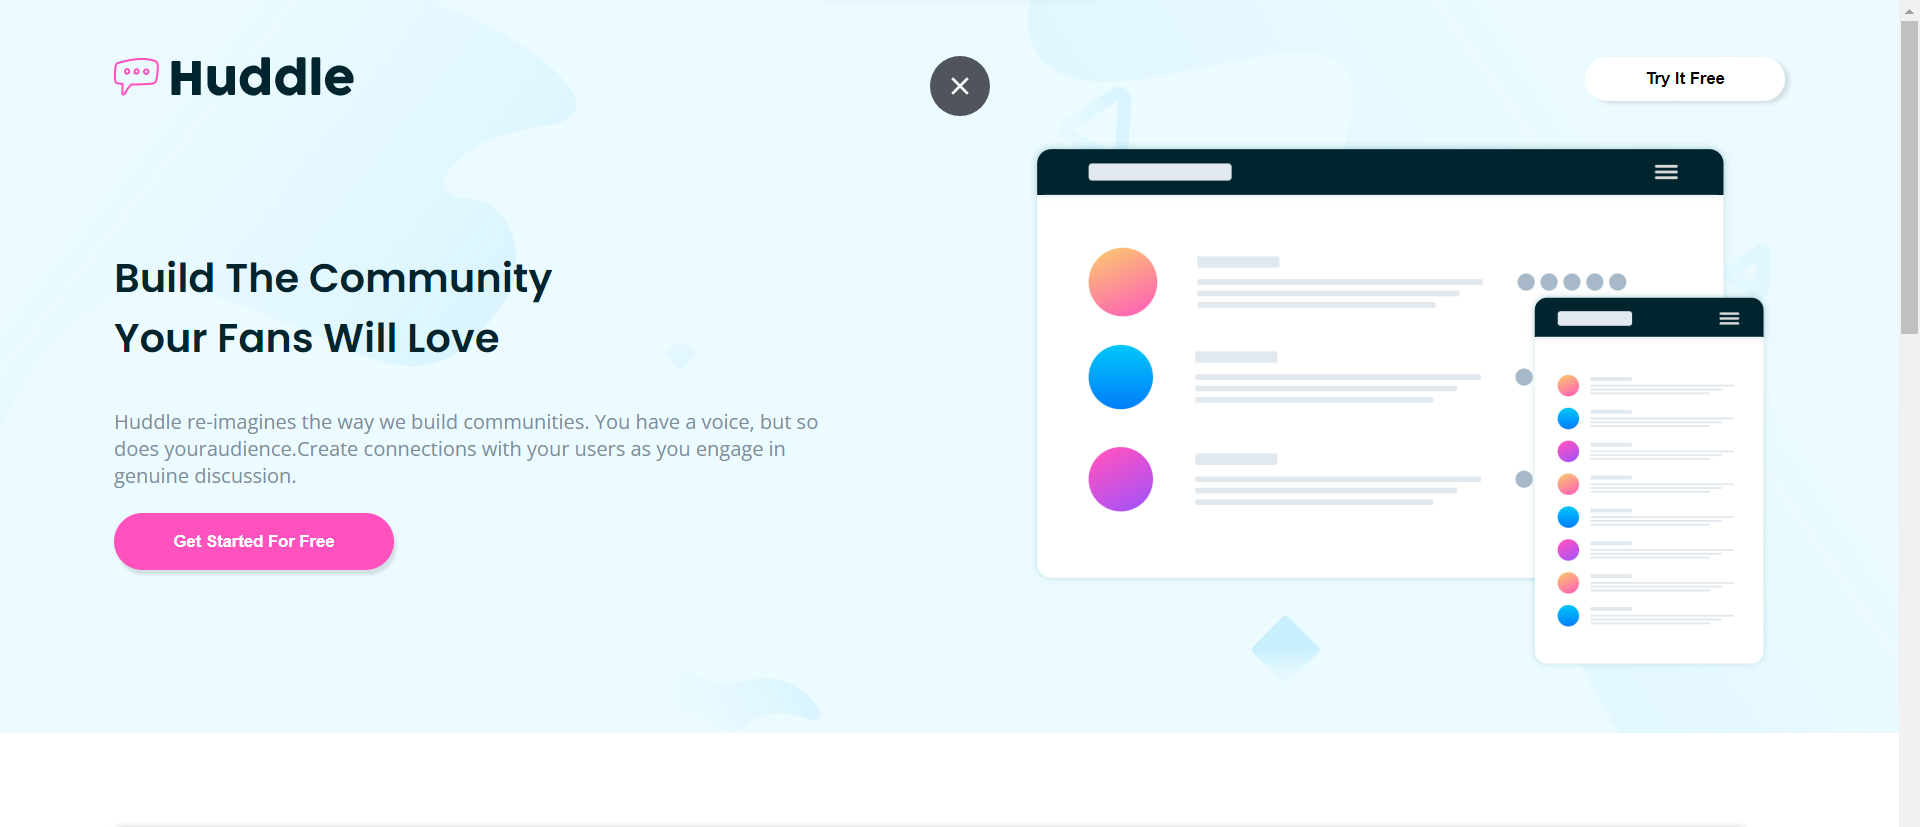 Huddle
Try It Free
Build The Community
Your Fans Will Love
Huddle re-imagines the way we build communities. You have a voice, but so
does youraudience.Create connections with your users as you engage in
genuine discussion.
Get Started For Free